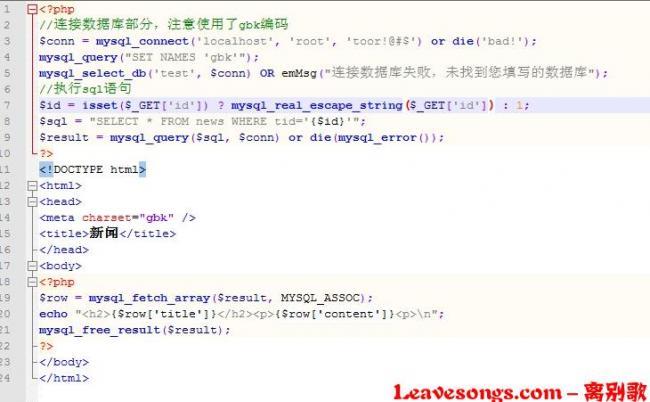 1 <?php
2 //连接数据库部分，注意使用了gbk编码
3 $conn = mysql_connect('localhost', 'root', 'toor!@#$') or die('bad!');
4 mysql_query("SET NAMES 'gbk'");
5 mysql_select_db('test', $conn) OR emMsg("连接数据库失败，未找到您填写的数据库");
6 //执行sql语句
7 $id = isset($_GET['id']) ? mysql_real_escape_string($_GET['id']) : 1;
8 $sql = "SELECT * FROM news WHERE tid='{$id}'";
9 $result = mysql_query($sql, $conn) or die(mysql_error());
10 ?>
11 <!DOCTYPE html>
12 <html>
13 <head>
14 <meta charset="gbk" />
15 <title>新闻</title>
16 </head>
17 <body>
18 <?php
19 $row = mysql_fetch_array($result, MYSQL_ASSOC);
20 echo "<h2>{$row['title']}</h2><p>{$row['content']}<p>\n";
21 mysql_free_result($result);
22 ?>
23 </body>
24 </html>
Leavesongs.com – 离别歌